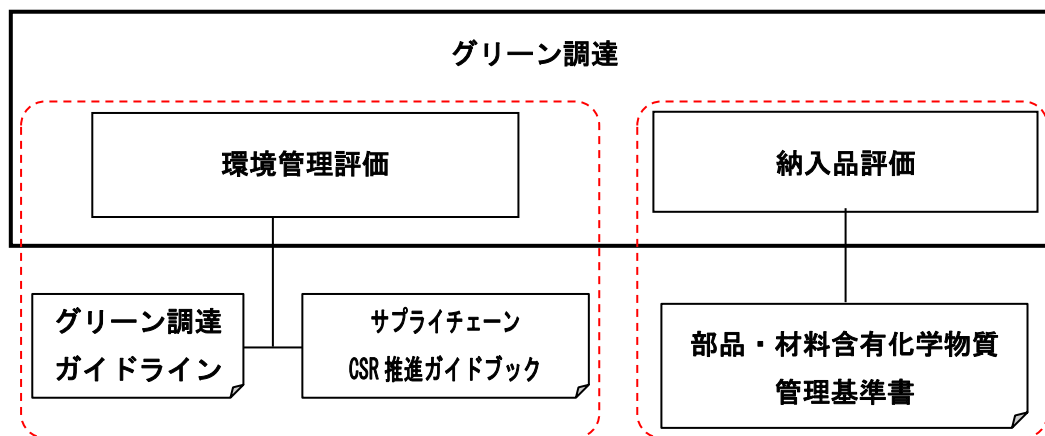 グリーン調達
環境管理評価
納入品評価
グリーン調達
ガイドライン
サプライチェーン
CSR推進ガイドブック
部品・材料含有化学物質
管理基準書